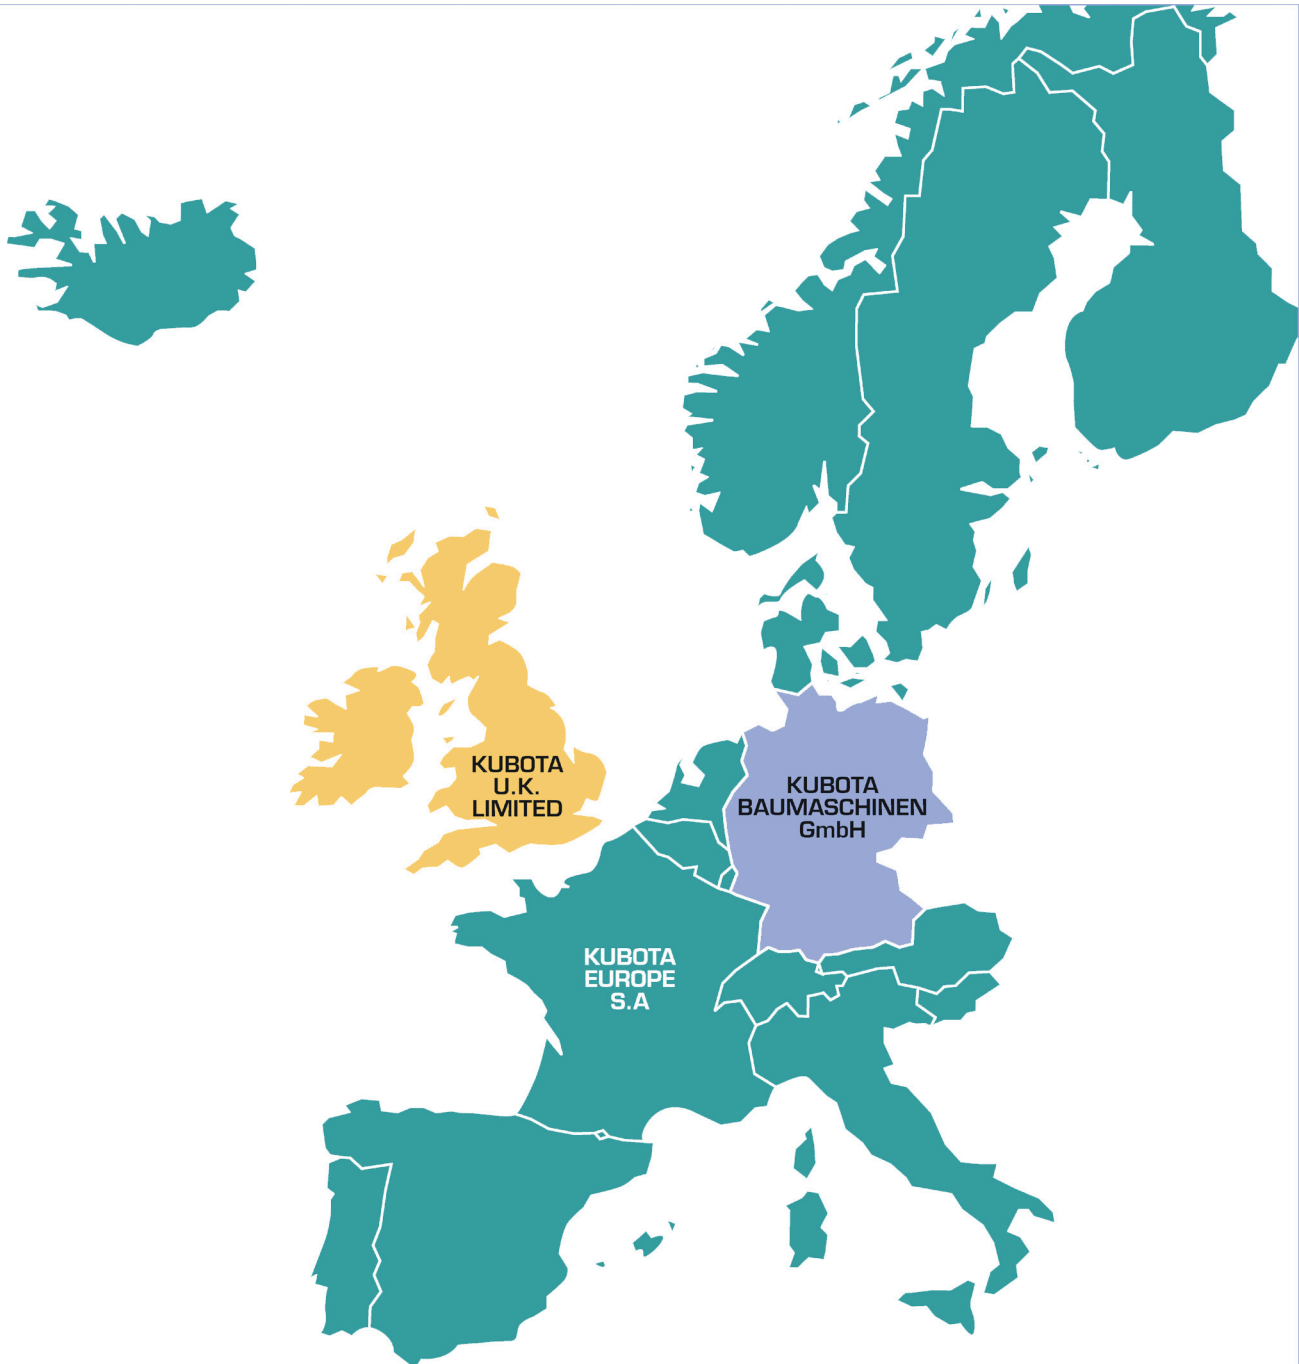 KUBOTA
U.K.
LIMITED
KUBOTA
BAUMASCHINEN
GmbH
KUBOTA
EUROPE
S.A